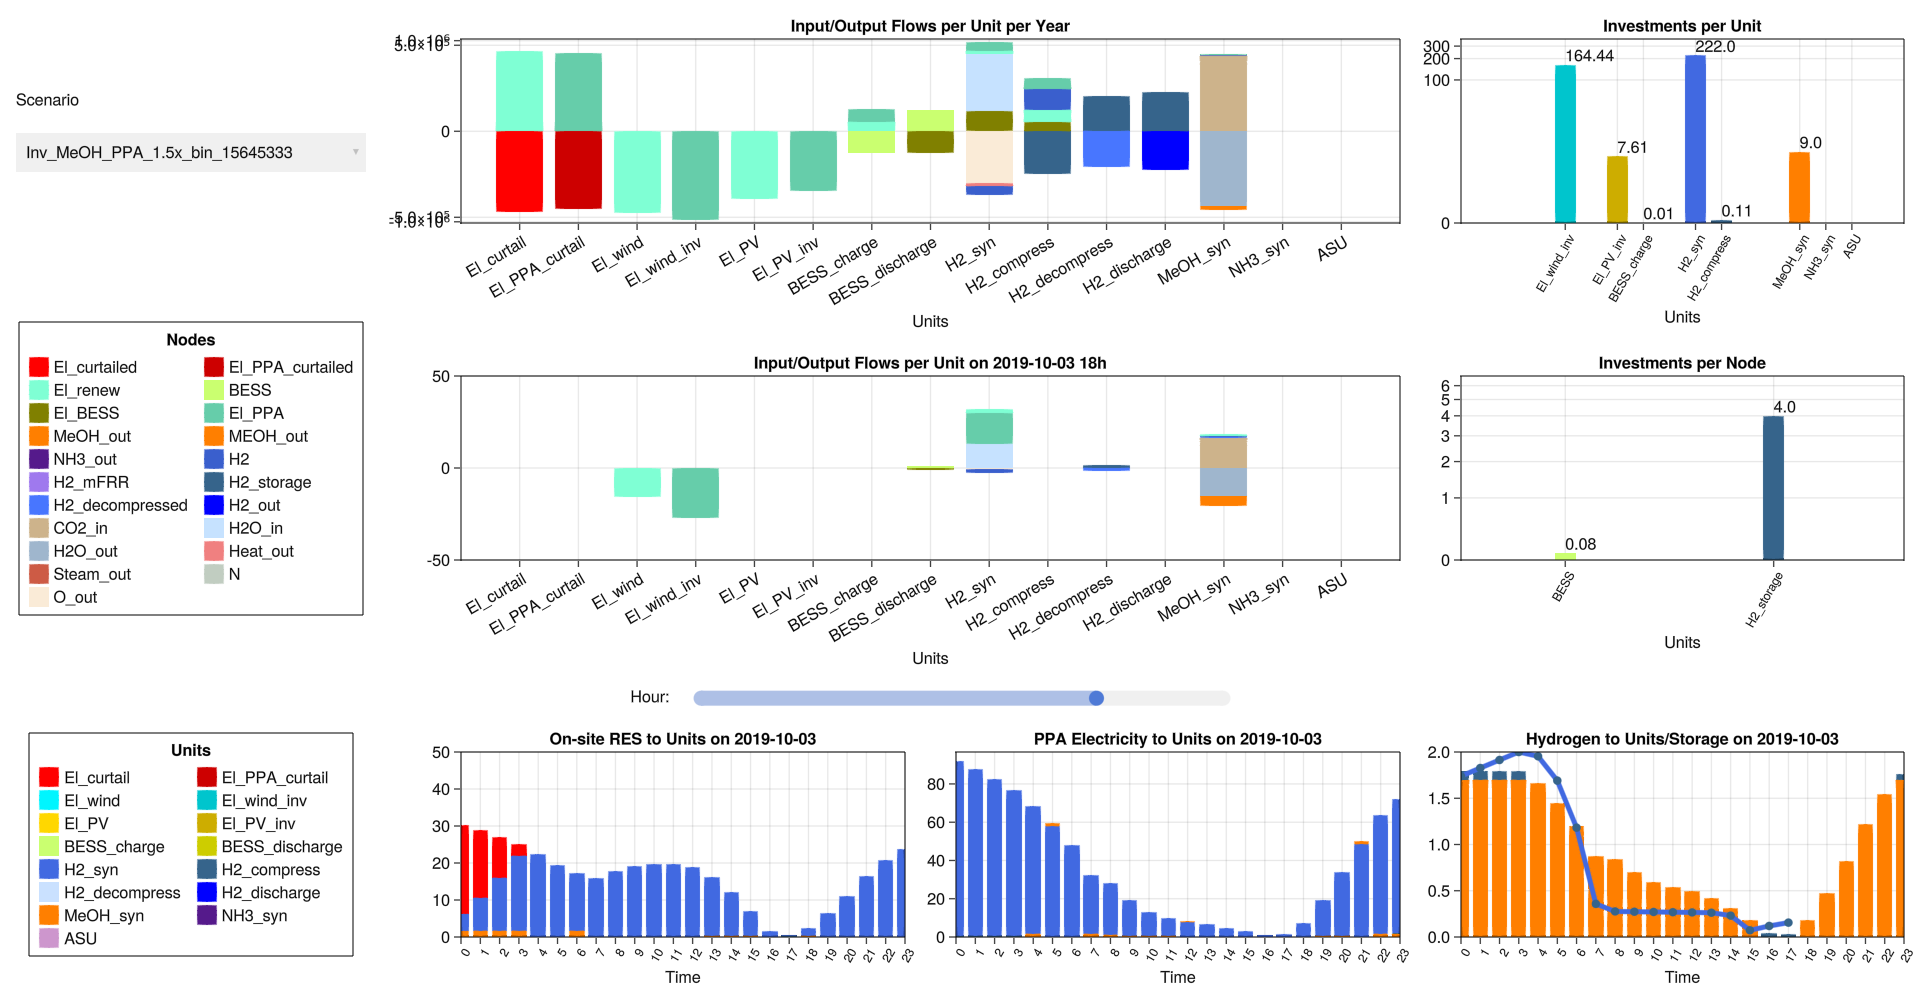 Scenario
Inv_MeOH_PPA_1.5x_bin_15645333
Input/Output Flows per Unit per Year
1.0×10⁶
5.0×10⁵
0
-5.0×10⁵
-1.0×10⁶
El_curtail
El_PPA_curtail
El_wind
El_wind_inv
El_PV
El_PV_inv
BESS_charge
BESS_discharge
H2_syn
H2_compress
H2_decompress
H2_discharge
MeOH_syn
NH3_syn
ASU
Units
Investments per Unit
300
200
100
0
164.44
7.61
0.01
222.0
0.11
9.0
El_wind_inv
El_PV_inv
BESS_charge
H2_syn
H2_compress
MeOH_syn
NH3_syn
ASU
Units
Nodes
El_curtailed El_PPA_curtailed
El_renew BESS
El_BESS El_PPA
MeOH_out MEOH_out
NH3_out H2
H2_mFRR H2_storage
H2_decompressed H2_out
CO2_in H2O_in
H2O_out Heat_out
Steam_out N
O_out
Input/Output Flows per Unit on 2019-10-03 18h
50
0
-50
El_curtail
El_PPA_curtail
El_wind
El_wind_inv
El_PV
El_PV_inv
BESS_charge
BESS_discharge
H2_syn
H2_compress
H2_decompress
H2_discharge
MeOH_syn
NH3_syn
ASU
Units
Investments per Node
6
5
4
3
2
1
0
0.08
4.0
BESS
H2_storage
Units
Hour:
Units
El_curtail El_PPA_curtail
El_wind El_wind_inv
El_PV El_PV_inv
BESS_charge BESS_discharge
H2_syn H2_compress
H2_decompress H2_discharge
MeOH_syn NH3_syn
ASU
On-site RES to Units on 2019-10-03
50
40
30
20
10
0
0 1 2 3 4 5 6 7 8 9 10 11 12 13 14 15 16 17 18 19 20 21 22 23
Time
PPA Electricity to Units on 2019-10-03
80
60
40
20
0
0 1 2 3 4 5 6 7 8 9 10 11 12 13 14 15 16 17 18 19 20 21 22 23
Time
Hydrogen to Units/Storage on 2019-10-03
2.0
1.5
1.0
0.5
0.0
0 1 2 3 4 5 6 7 8 9 10 11 12 13 14 15 16 17 18 19 20 21 22 23
Time